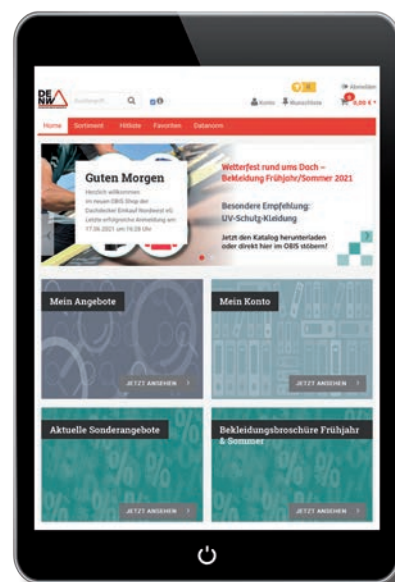 DE
NW
Suchbegriff...
Abmelden
Konto
Wunschliste
0
0,00 €
Home
Sortiment
Hitliste
Favoriten
Datanorm
Guten Morgen
Herzlich willkommen
im neuen OBIS Shop der
Dachdecker Einkauf Nordwest eG.
Letzte erfolgreiche Anmeldung am
17.06.2021 um 16:28 Uhr
Wetterfest rund ums Dach –
Bekleidung Frühjahr/Sommer 2021
Besondere Empfehlung:
UV-Schutz-Kleidung
Jetzt den Katalog herunterladen
oder direkt hier im OBIS stöbern!
Mein Angebote
JETZT ANSEHEN
Mein Konto
JETZT ANSEHEN
Aktuelle Sonderangebote
JETZT ANSEHEN
Bekleidungsbroschüre Frühjahr
& Sommer
JETZT ANSEHEN